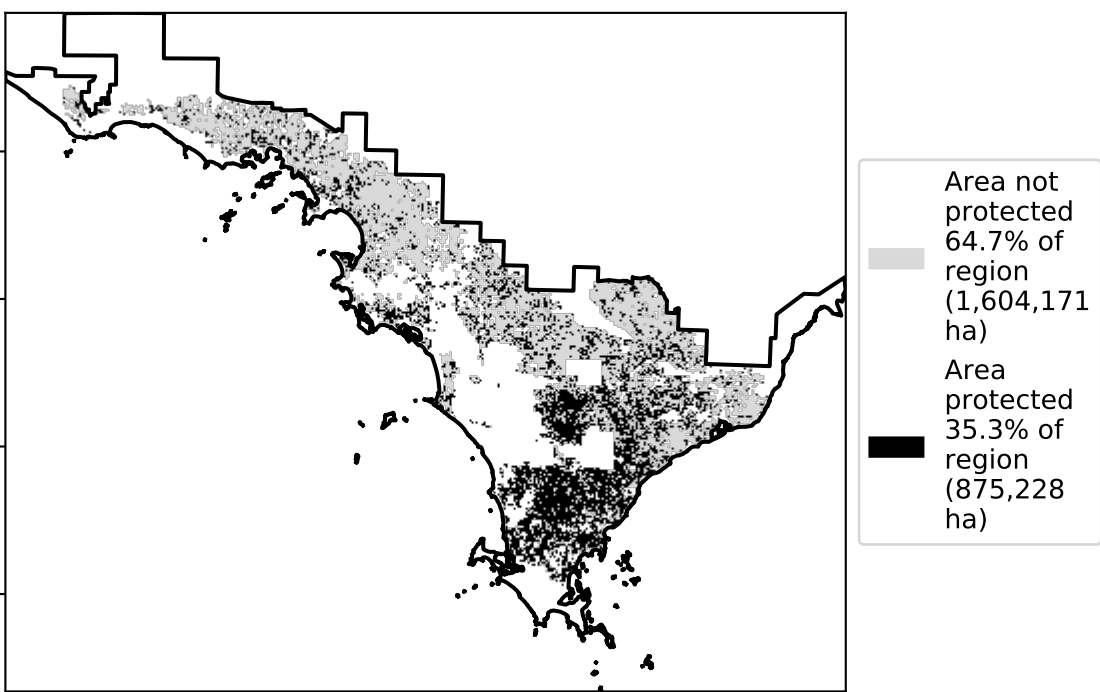 Area not
protected
64.7% of
region
(1,604,171
ha)
Area
protected
35.3% of
region
(875,228
ha)